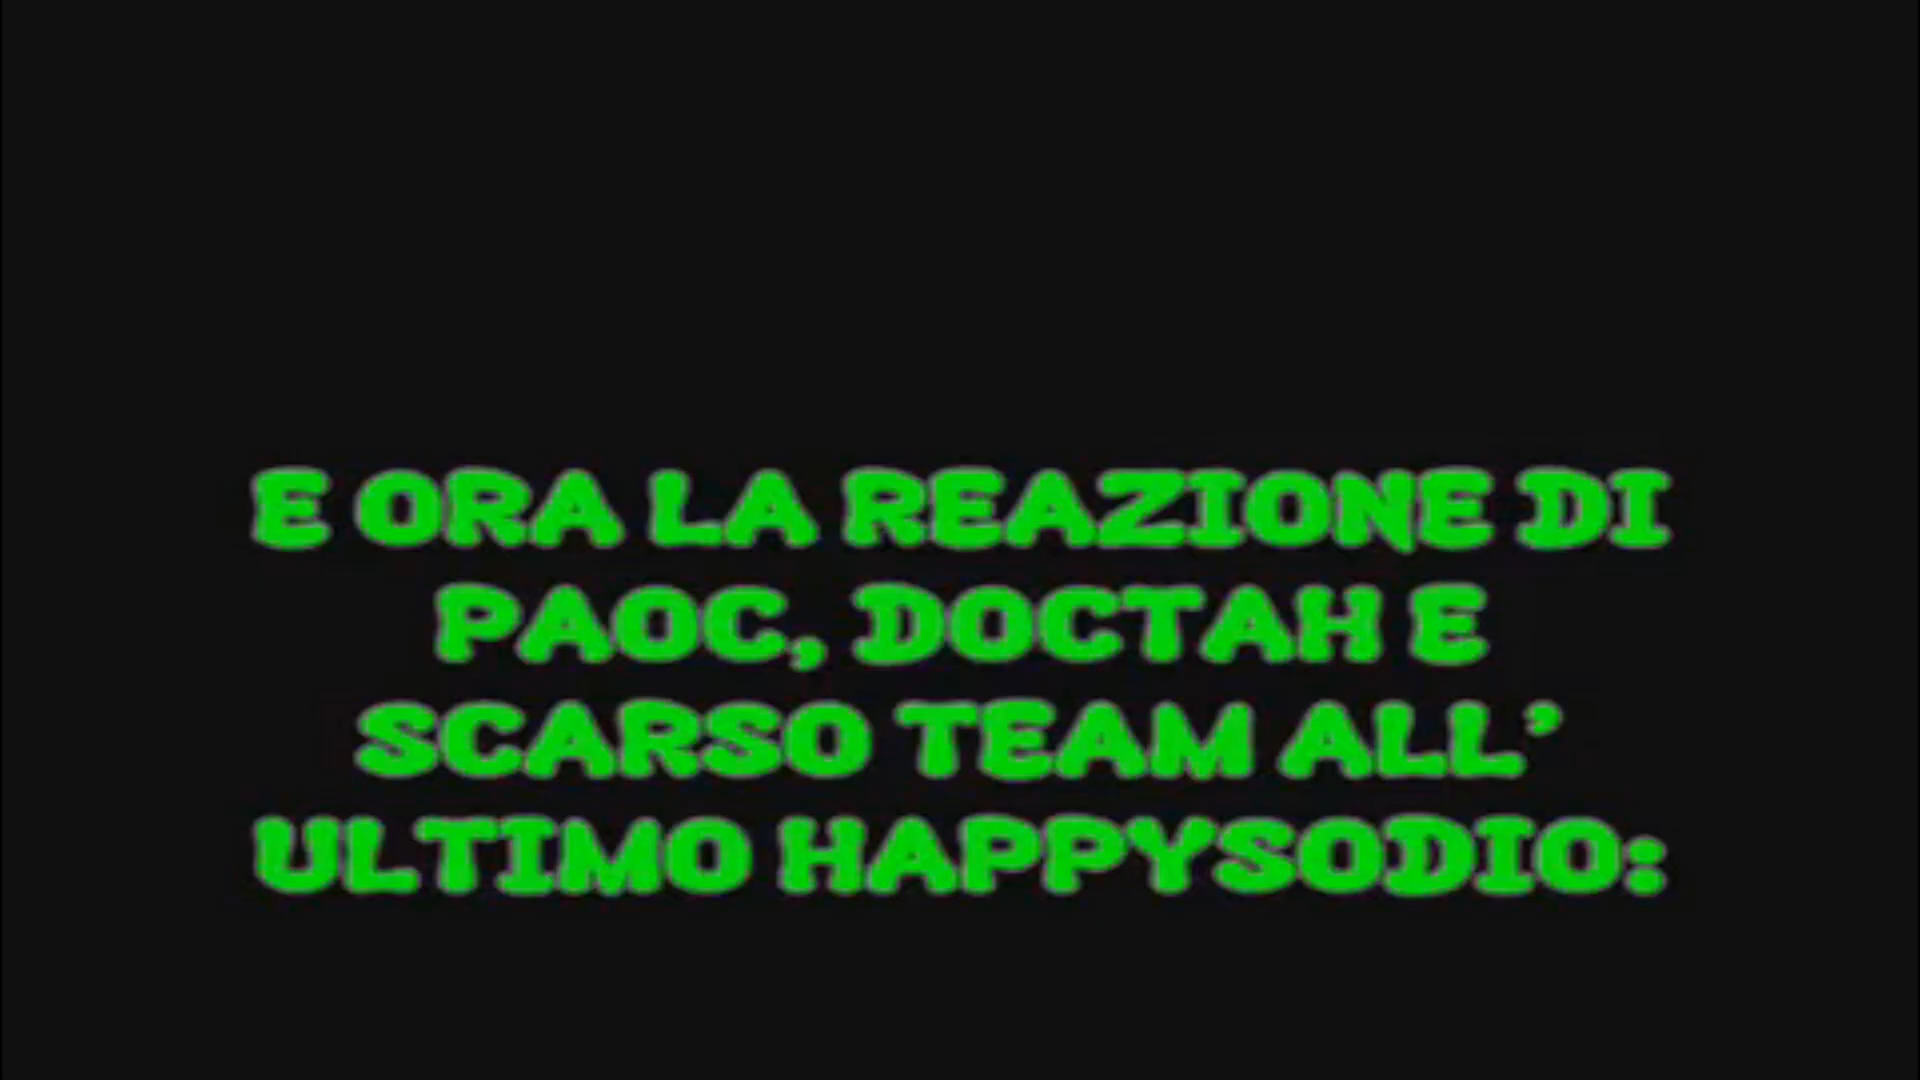 E ORA LA REAZIONE DI
PAOC, DOCTAH E
SCARSO TEAM ALL'
ULTIMO HAPPYSODIO: